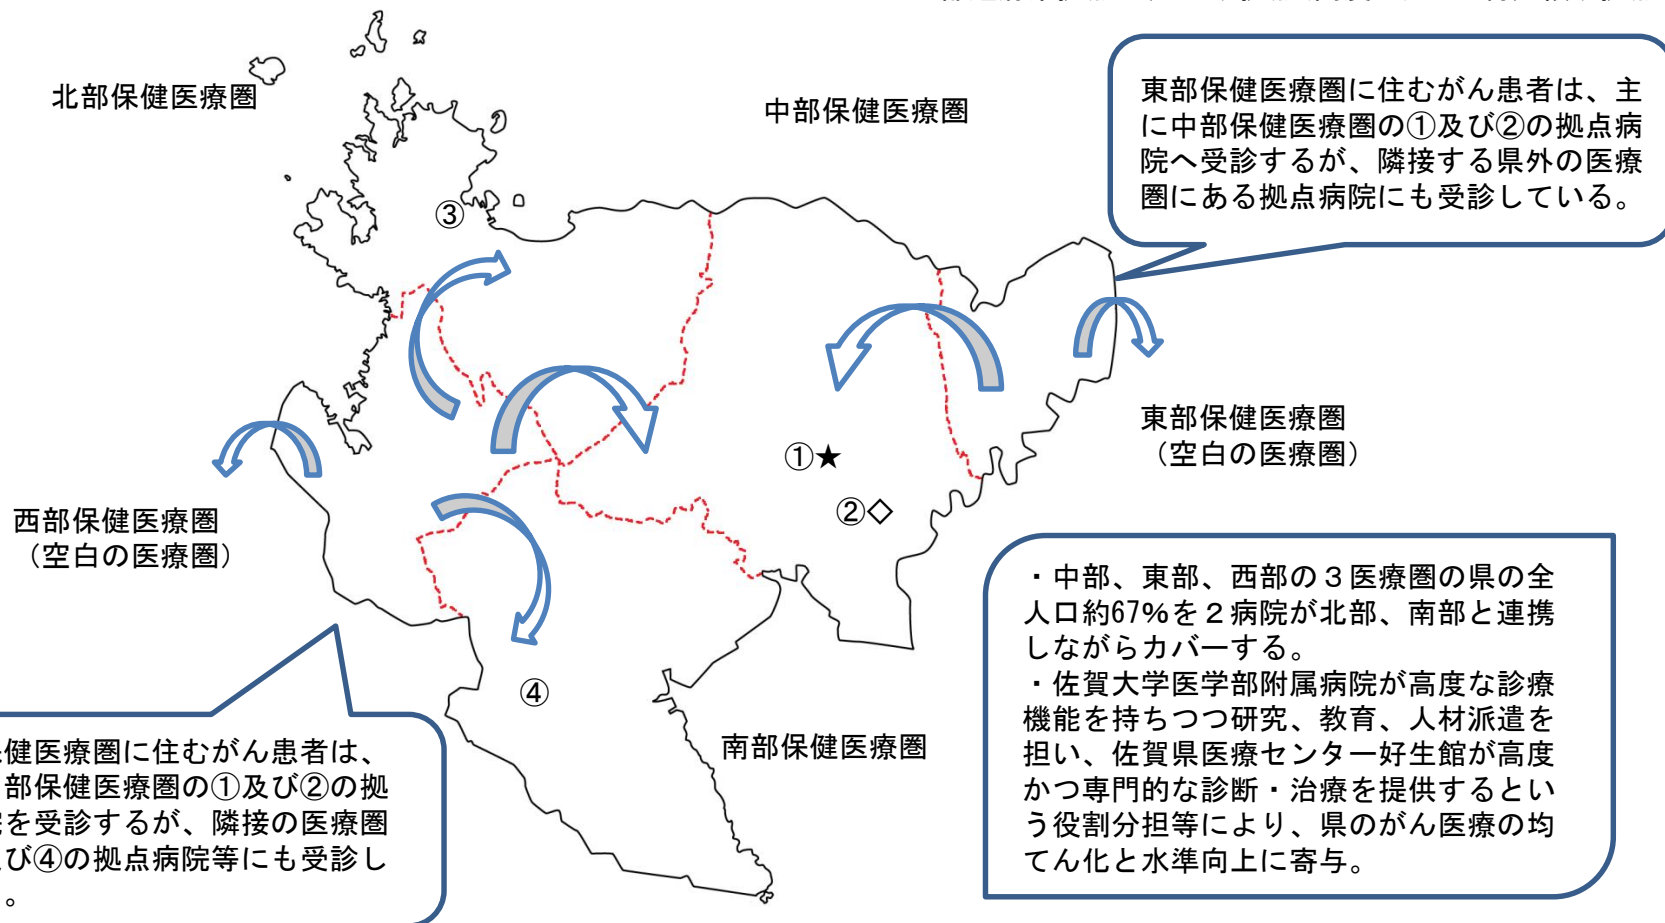 北部保健医療圏
中部保健医療圏
東部保健医療圏に住むがん患者は、主
に中部保健医療圏の①及び②の拠点病
院へ受診するが、隣接する県外の医療
圏にある拠点病院にも受診している。
③
①★
②◇
東部保健医療圏
（空白の医療圏）
西部保健医療圏
（空白の医療圏）
④
南部保健医療圏
・中部、東部、西部の３医療圏の県の全
人口約67%を２病院が北部、南部と連携
しながらカバーする。
・佐賀大学医学部附属病院が高度な診療
機能を持ちつつ研究、教育、人材派遣を
担い、佐賀県医療センター好生館が高度
かつ専門的な診断・治療を提供するとい
う役割分担等により、県のがん医療の均
てん化と水準向上に寄与。
健医療圏に住むがん患者は、
部保健医療圏の①及び②の拠
を受診するが、隣接の医療圏
び④の拠点病院等にも受診し
。